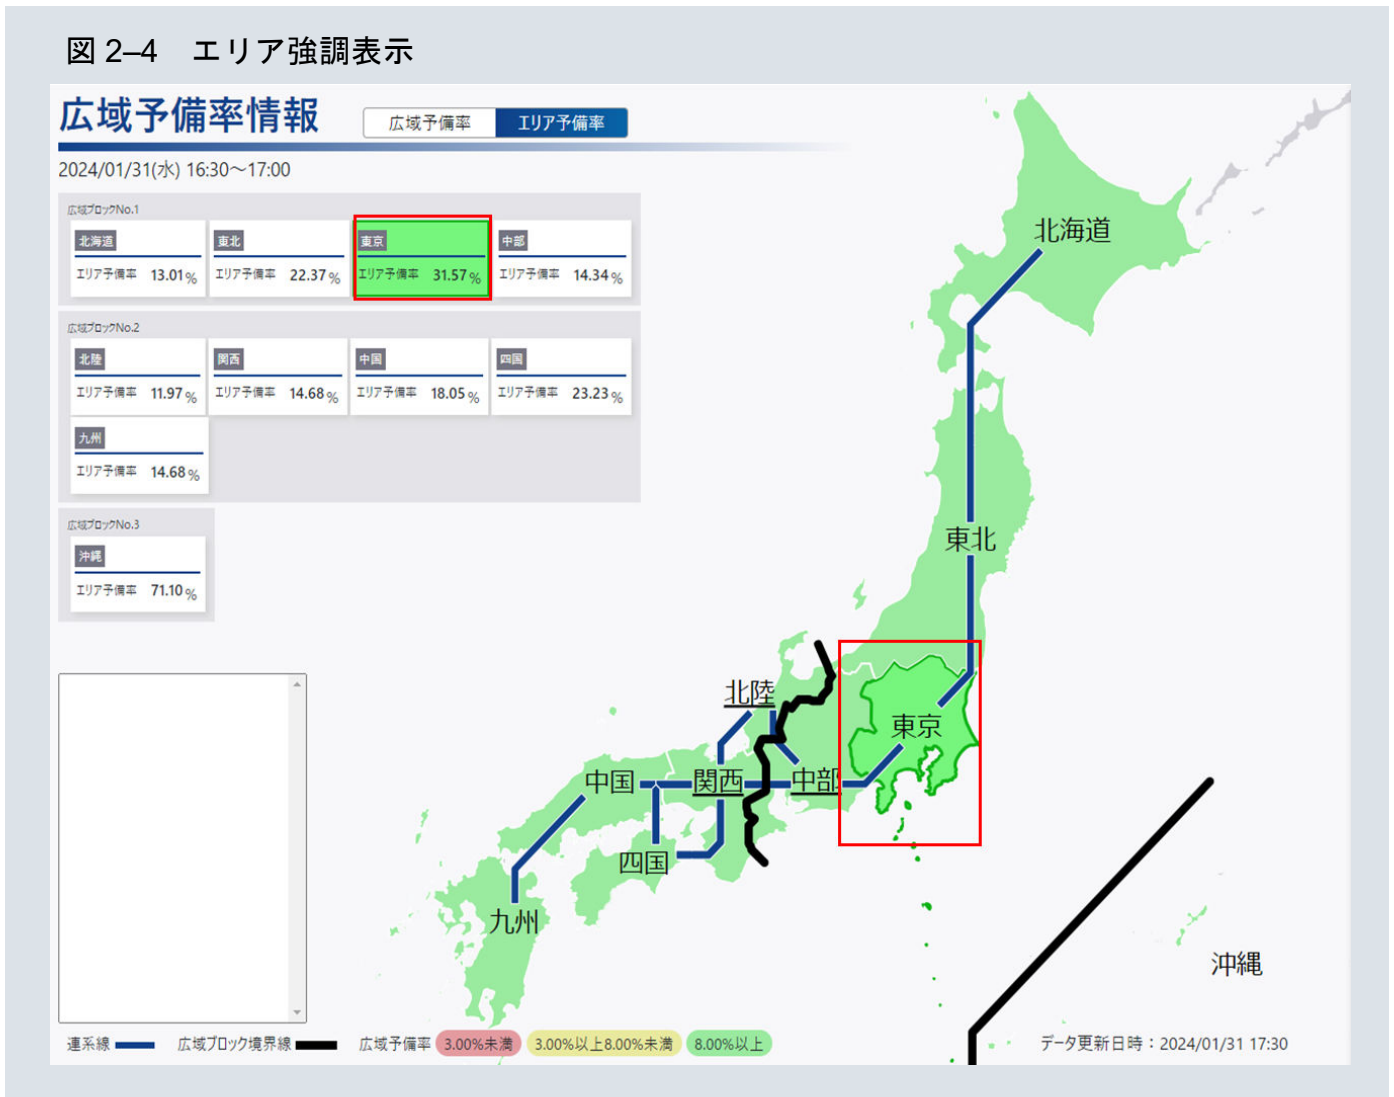 図 2–4 エリア強調表示
広域予備率情報
広域予備率 エリア予備率
2024/01/31(水) 16:30～17:00
広域ブロックNo.1
北海道 東北 東京 中部
エリア予備率 13.01% エリア予備率 22.37% エリア予備率 31.57% エリア予備率 14.34%
広域ブロックNo.2
北陸 関西 中国 四国
エリア予備率 11.97% エリア予備率 14.68% エリア予備率 18.05% エリア予備率 23.23%
九州
エリア予備率 14.68%
広域ブロックNo.3
沖縄
エリア予備率 71.10%
北海道
東北
北陸
東京
中国 関西 中部
四国
九州
沖縄
連系線 広域ブロック境界線 広域予備率 3.00%未満 3.00%以上8.00%未満 8.00%以上 データ更新日時：2024/01/31 17:30